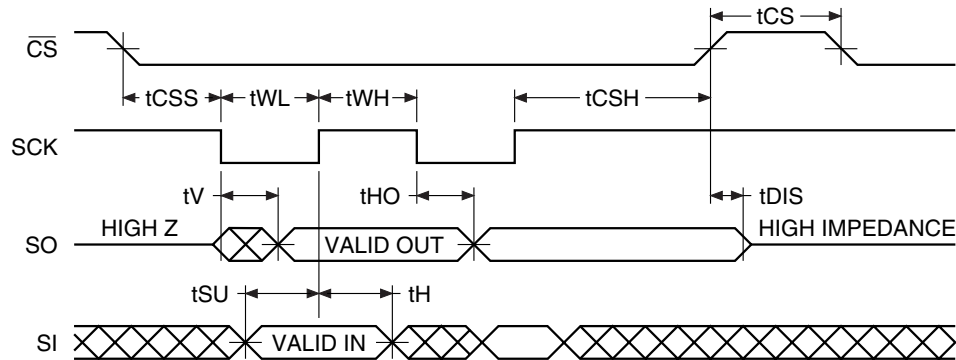 tCS
CS
tCSS tWL tWH tCSH
SCK
tV tHO tDIS
HIGH Z HIGH IMPEDANCE
SO VALID OUT
tSU tH
SI VALID IN